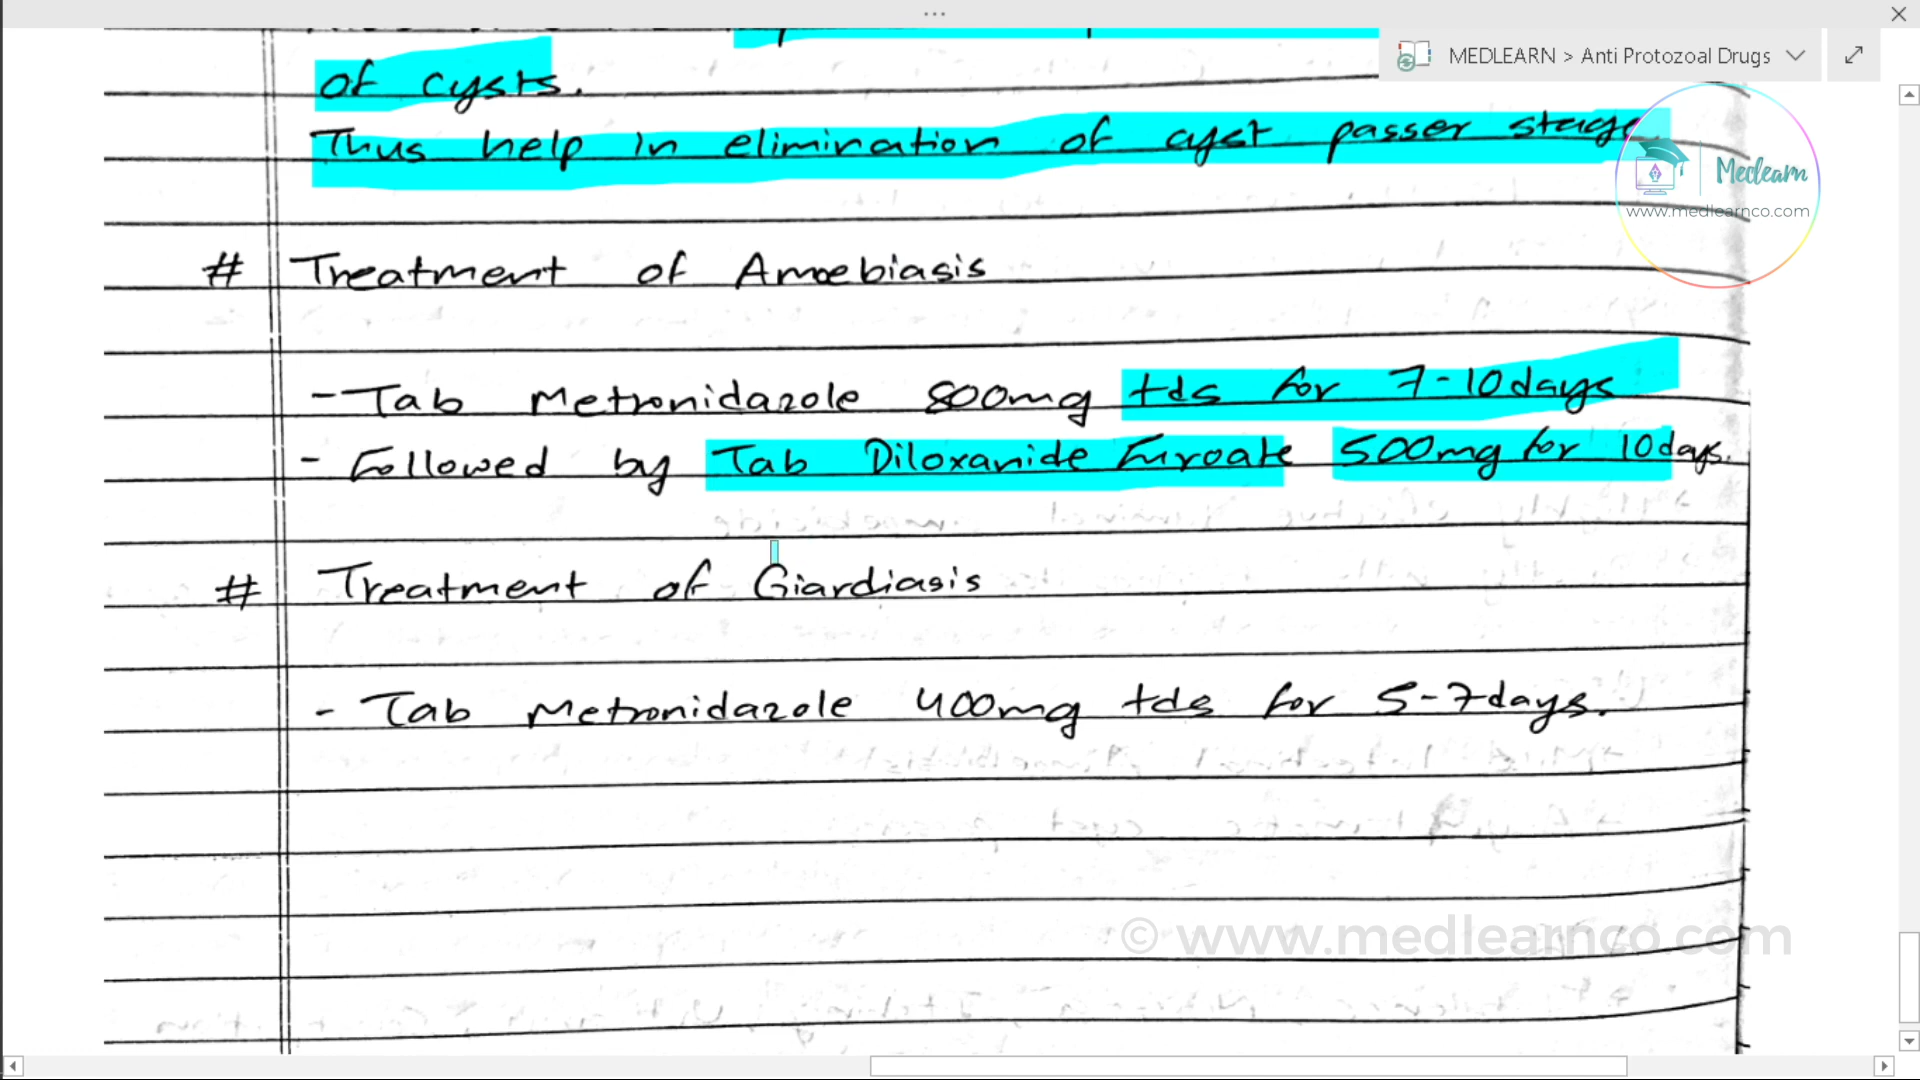 ...
MEDLEARN > Anti Protozoal Drugs
of cysts.
Thus help in elimination of cyst passer stage.
Medlearn
www.medlearnco.com
# Treatment of Amoebiasis
- Tab Metronidazole 800mg tds for 7-10days
- Followed by Tab Diloxanide Furoate 500mg for 10days.
# Treatment of Giardiasis
- Tab Metronidazole 400mg tds for 5-7days.
© www.medlearnco.com